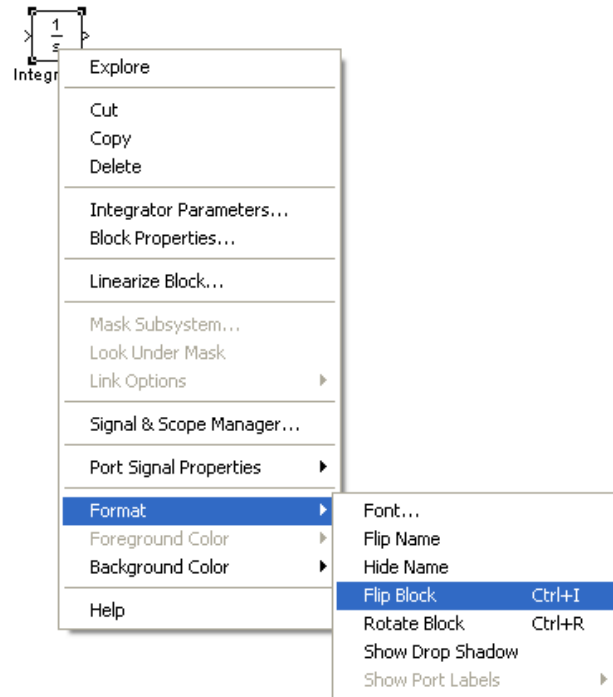 1
s
Integr
Explore
Cut
Copy
Delete
Integrator Parameters...
Block Properties...
Linearize Block...
Mask Subsystem...
Look Under Mask
Link Options
Signal & Scope Manager...
Port Signal Properties
Format
Foreground Color
Background Color
Help
Font...
Flip Name
Hide Name
Flip Block Ctrl+I
Rotate Block Ctrl+R
Show Drop Shadow
Show Port Labels